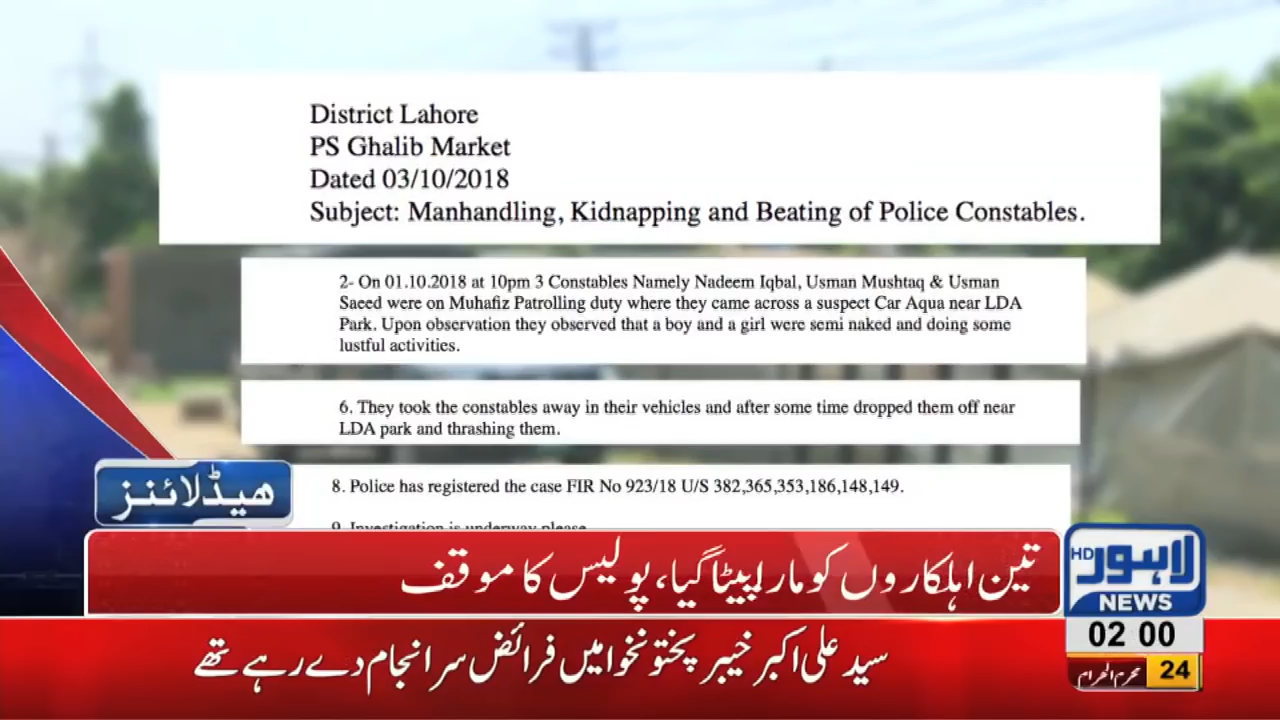 District Lahore
PS Ghalib Market
Dated 03/10/2018
Subject: Manhandling, Kidnapping and Beating of Police Constables.
2- On 01.10.2018 at 10pm 3 Constables Namely Nadeem Iqbal, Usman Mushtaq & Usman
Saeed were on Muhafiz Patrolling duty where they came across a suspect Car Aqua near LDA
Park. Upon observation they observed that a boy and a girl were semi naked and doing some
lustful activities.
6. They took the constables away in their vehicles and after some time dropped them off near
LDA park and thrashing them.
8. Police has registered the case FIR No 923/18 U/S 382,365,353,186,148,149.
9. Investigation is underway please.
ہیڈلائنز
تین اہلکاروں کو مارا پیٹا گیا، پولیس کا موقف
HD لاہور
NEWS
02 00
24 محرم الحرام
سید علی اکبر خیبر پختونخوا میں فرائض سرانجام دے رہے تھے